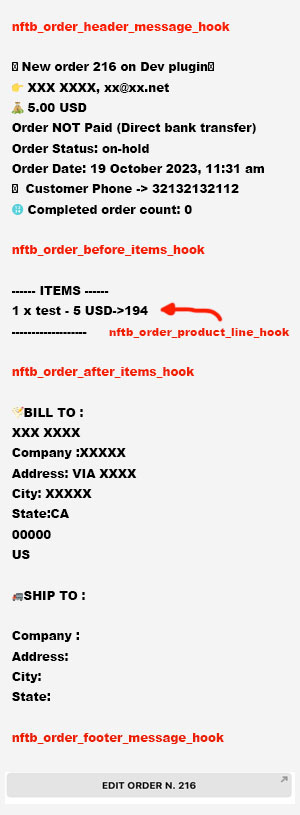 nftb_order_header_message_hook
New order 216 on Dev plugin
👉 XXX XXXX, xx@xx.net
💰 5.00 USD
Order NOT Paid (Direct bank transfer)
Order Status: on-hold
Order Date: 19 October 2023, 11:31 am
Customer Phone -> 32132132112
Completed order count: 0
nftb_order_before_items_hook
------ ITEMS ------
1 x test - 5 USD->194
------------------- nftb_order_product_line_hook
nftb_order_after_items_hook
BILL TO :
XXX XXXX
Company :XXXXX
Address: VIA XXXX
City: XXXXX
State:CA
00000
US
🚚SHIP TO :
Company :
Address:
City:
State:
nftb_order_footer_message_hook
EDIT ORDER N. 216